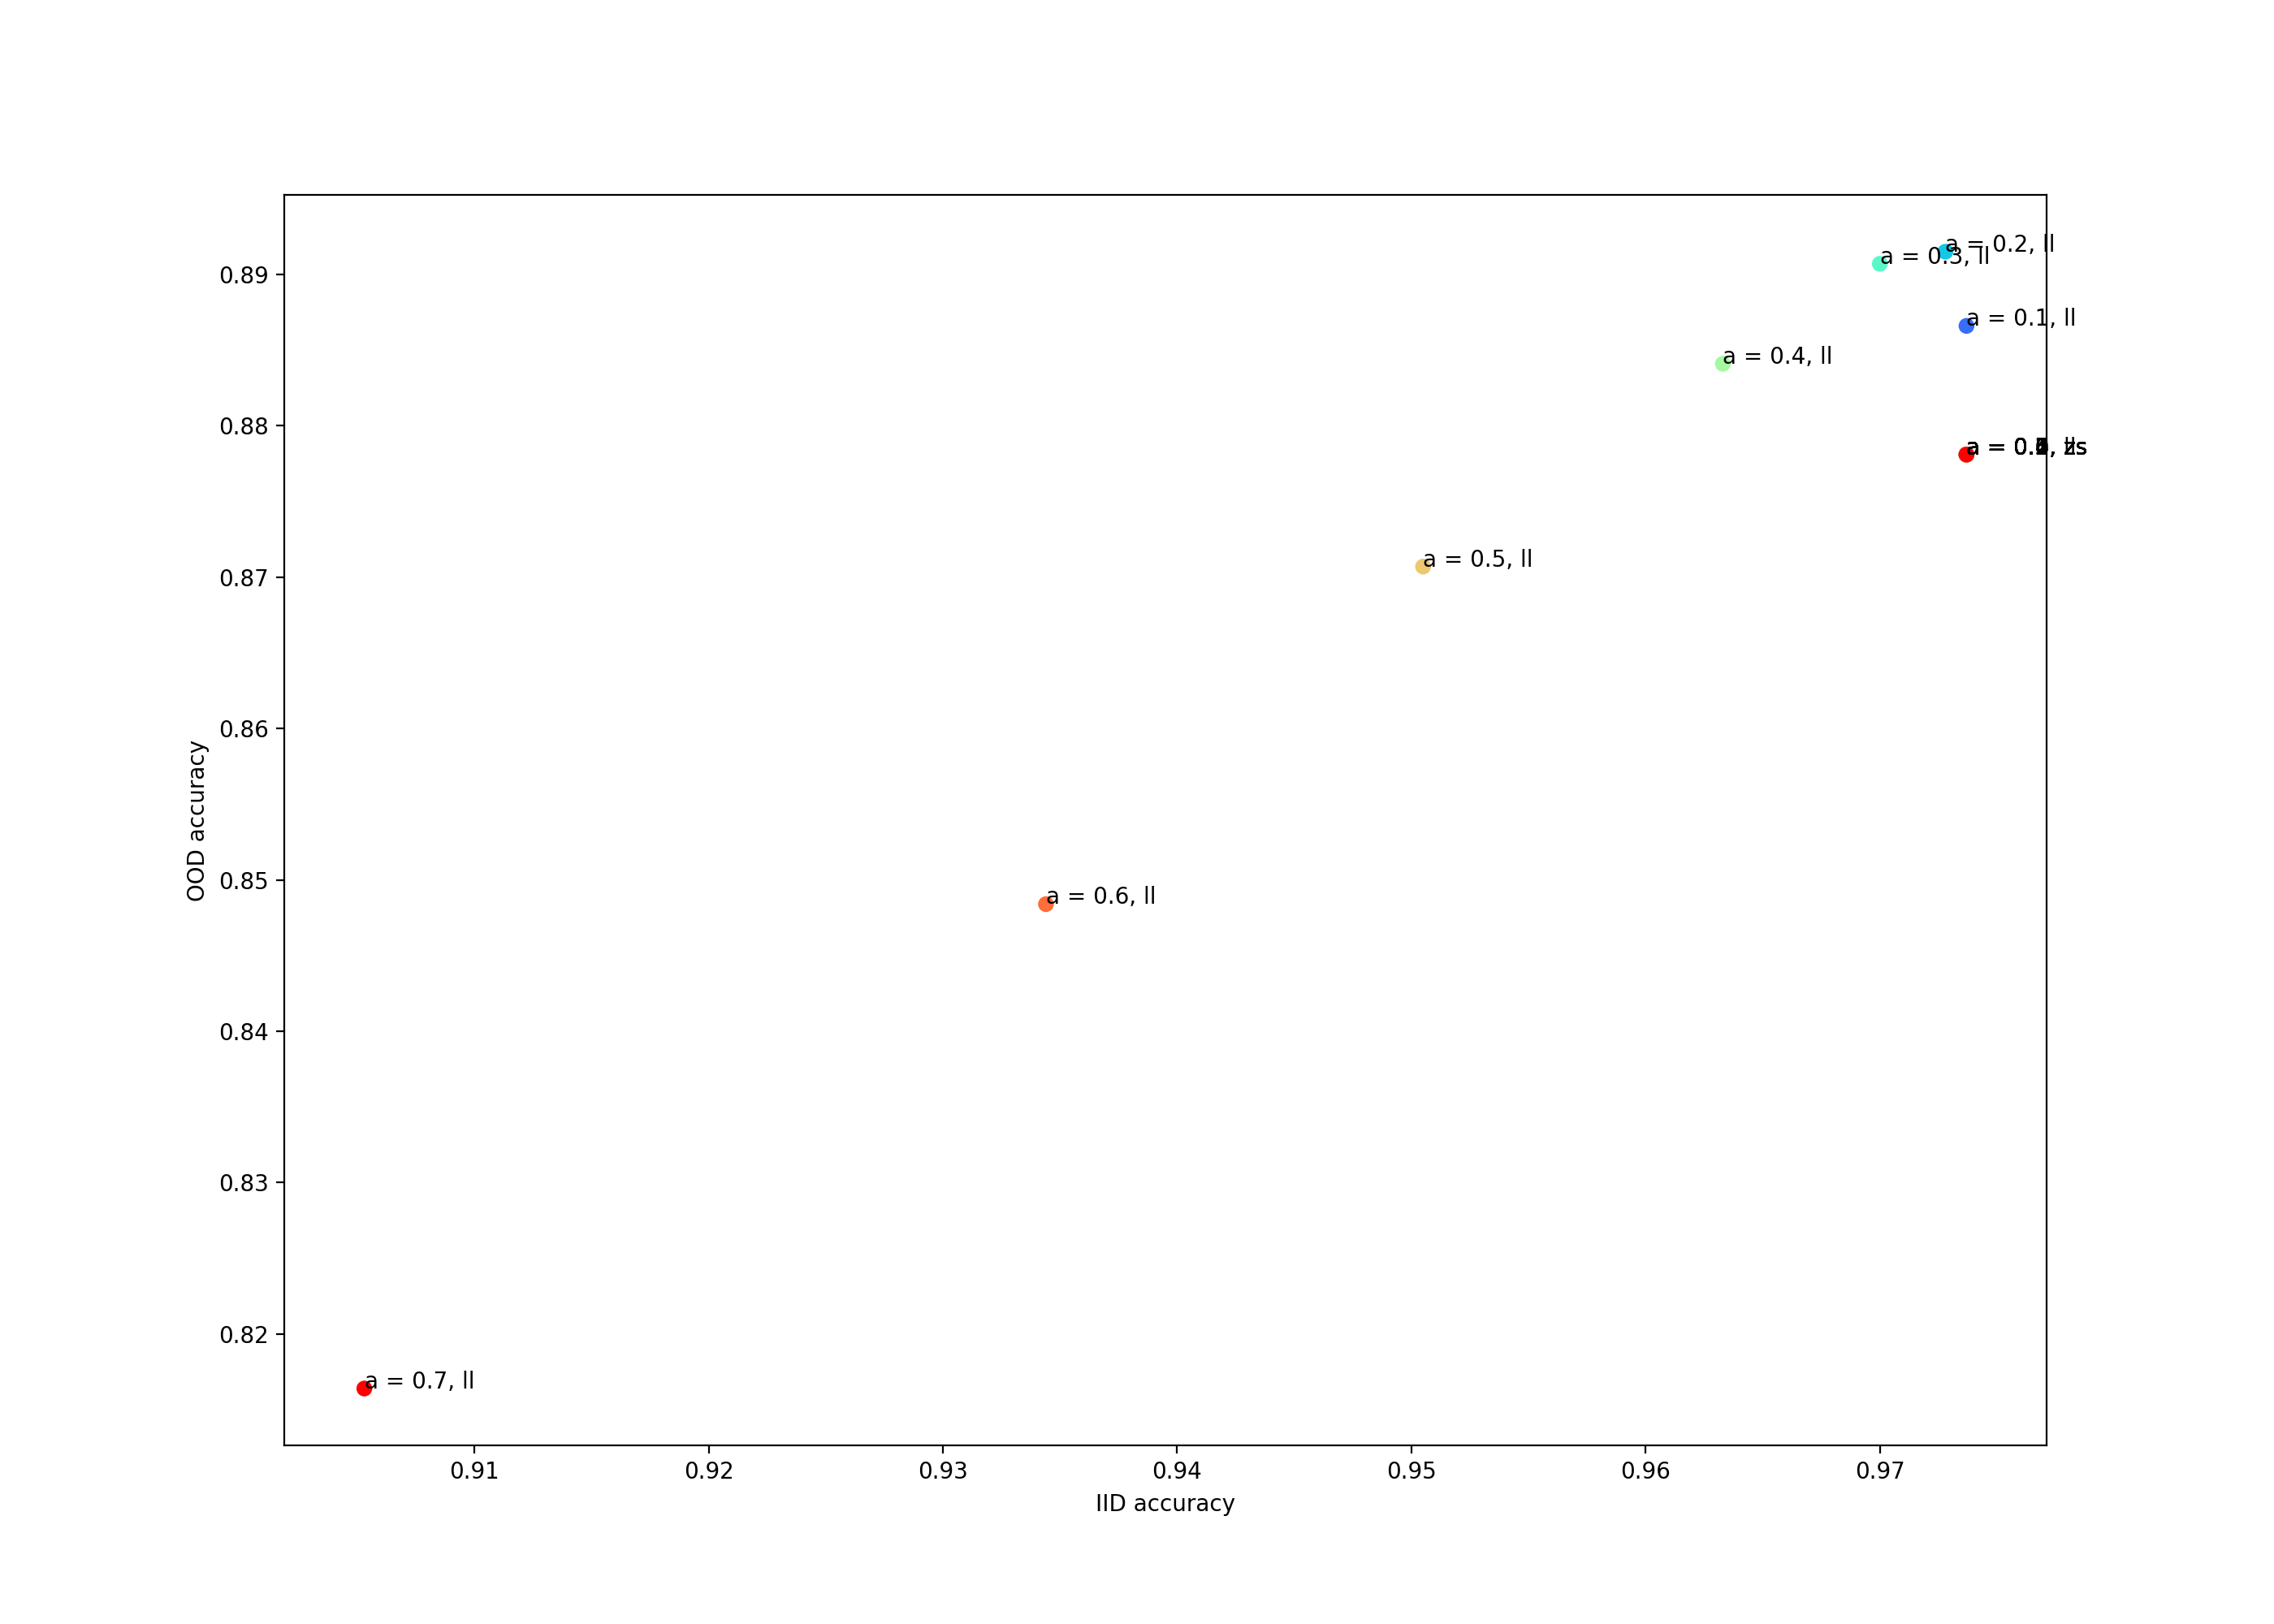 a = 0.2, ll
a = 0.3, ll
a = 0.1, ll
a = 0.4, ll
a = 0.5, ll
a = 0.6, ll
a = 0.7, ll
0.89
0.88
0.87
0.86
0.85
0.84
0.83
0.82
OOD accuracy
0.91 0.92 0.93 0.94 0.95 0.96 0.97
IID accuracy